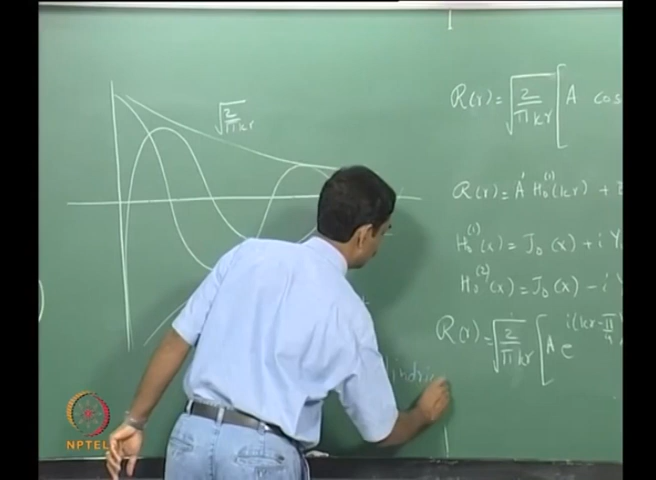 √(2/πkr)
R(r) = √(2/πkr) [ A cos
R(r) = A' H₀⁽¹⁾(kr) +
H₀⁽¹⁾(x) = J₀(x) + i Y
H₀⁽²⁾(x) = J₀(x) − i Y
R(r) = √(2/πkr) [ A e^{i(kr − π/4)
lindric
NPTEL